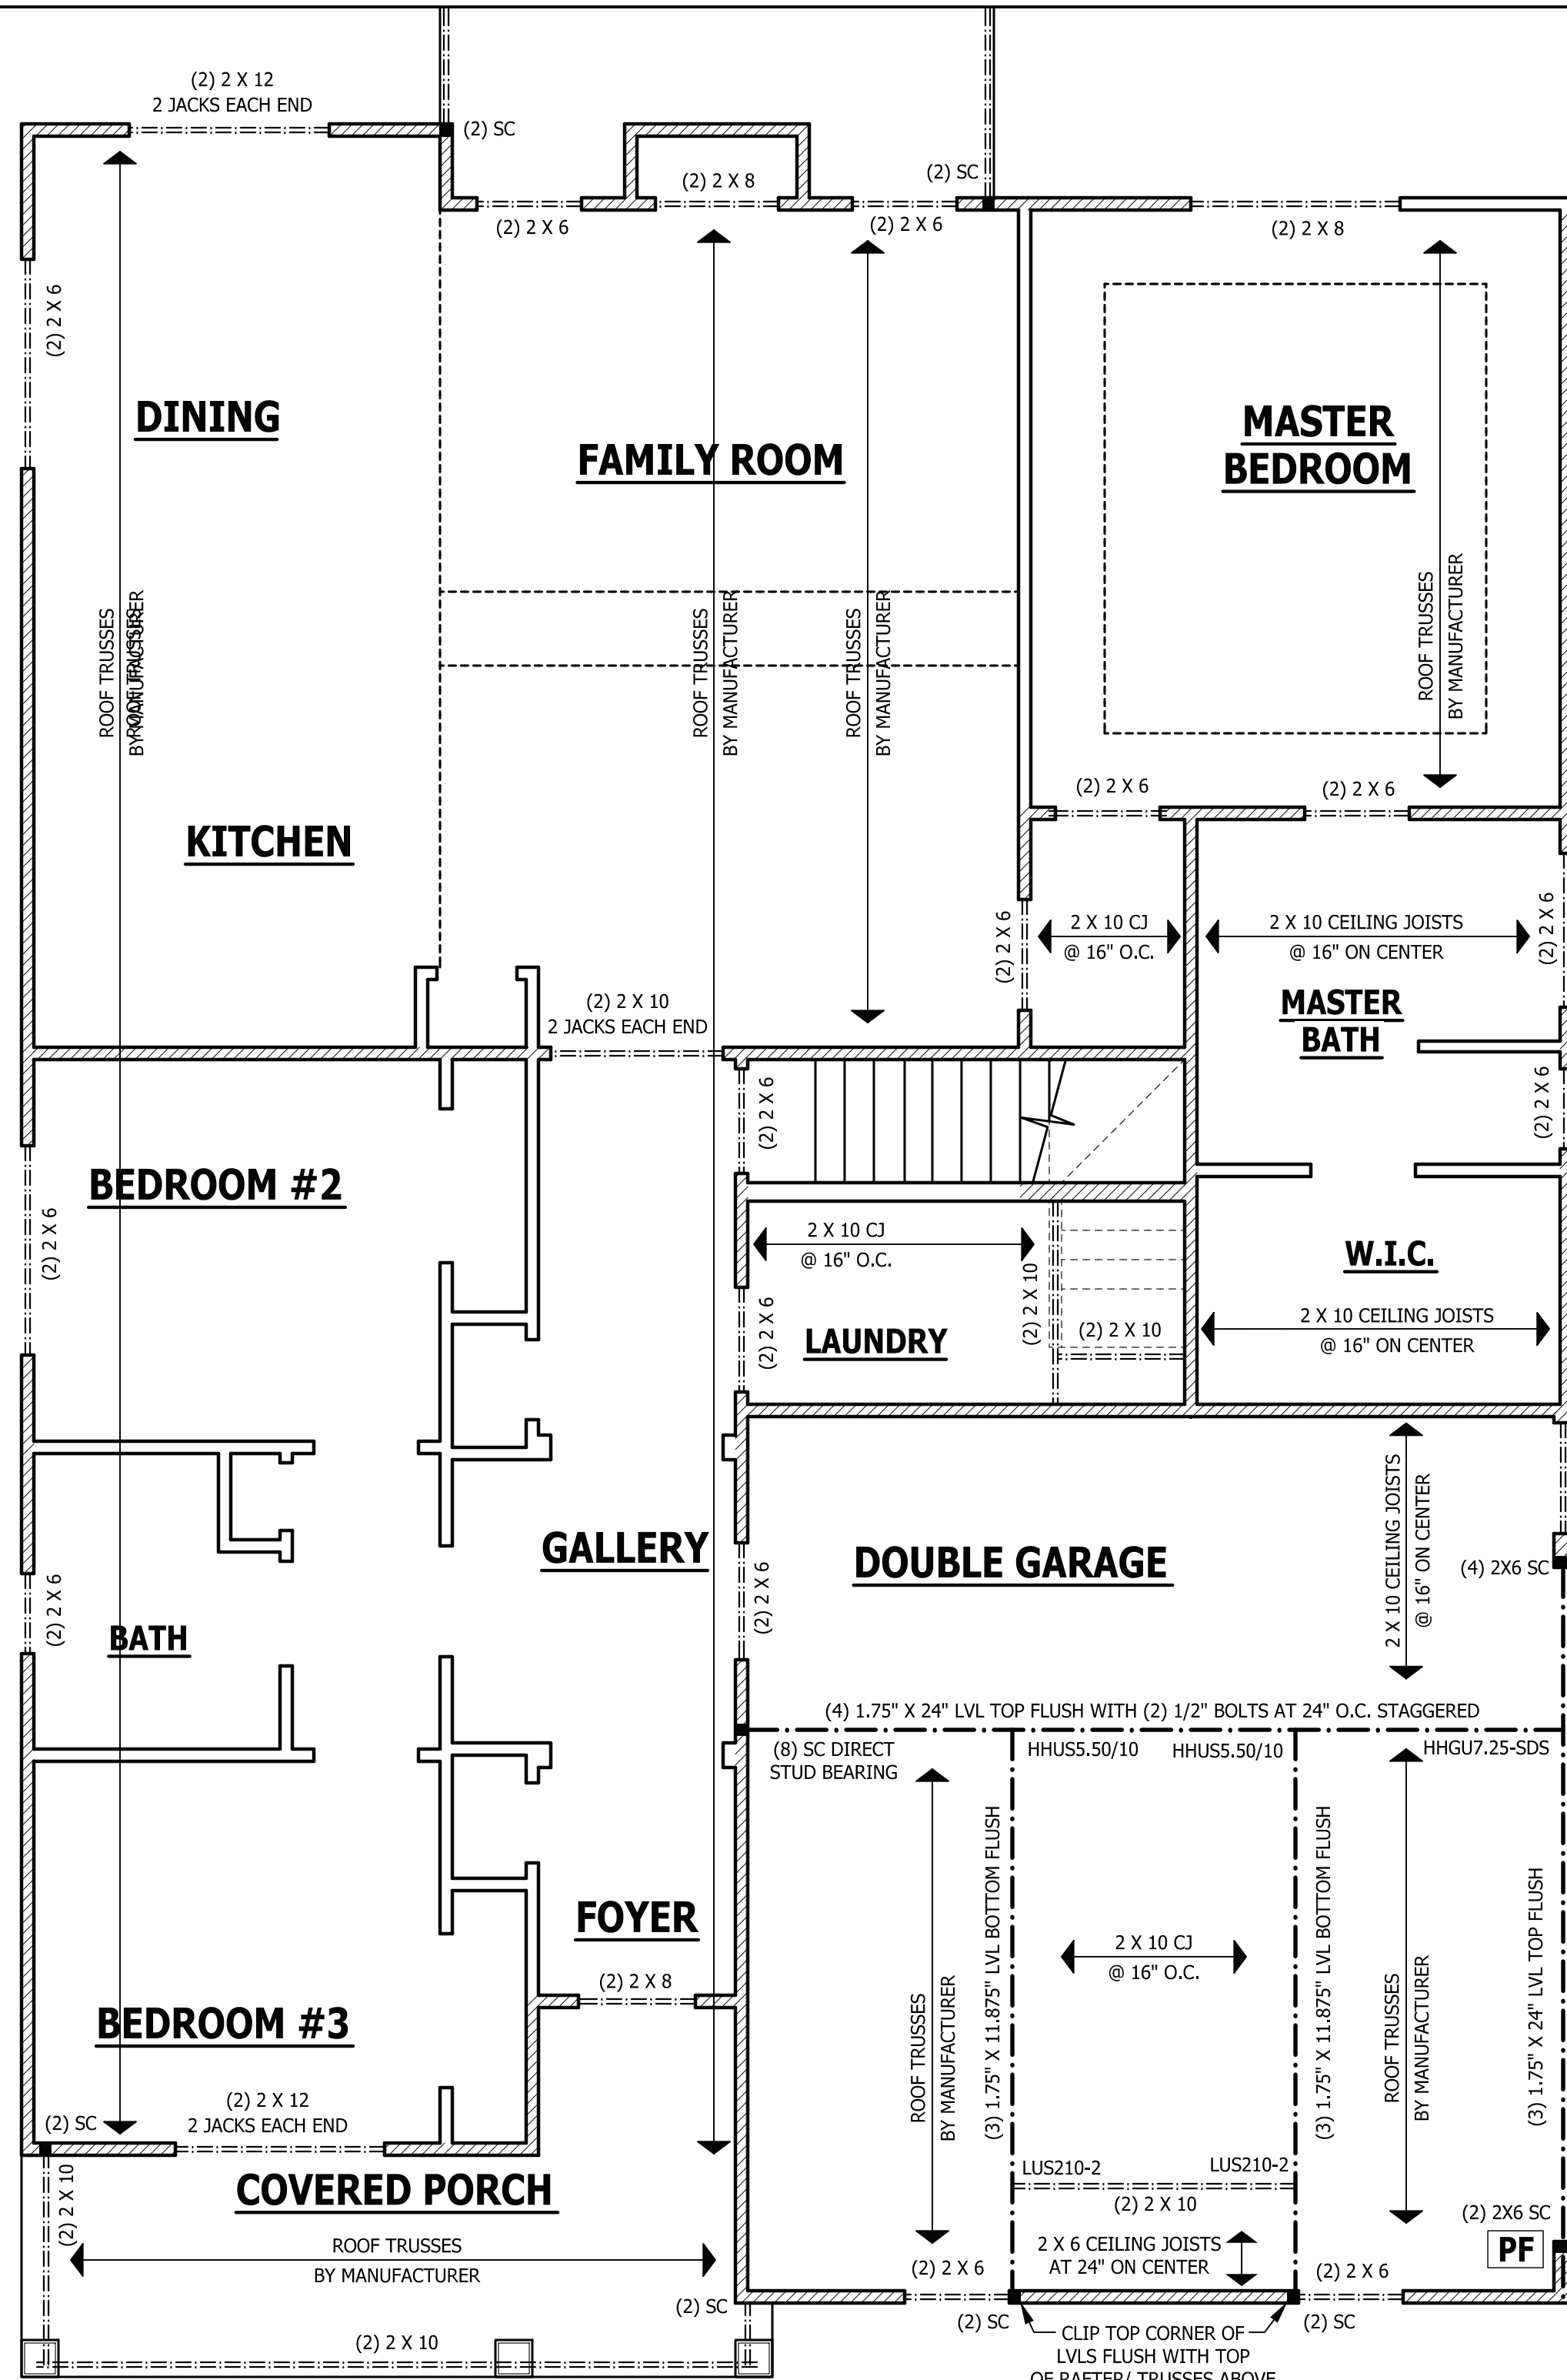 (2) 2 X 12
2 JACKS EACH END
(2) SC
(2) 2 X 8
(2) SC
(2) 2 X 6
(2) 2 X 6
(2) 2 X 8
(2) 2 X 6
DINING
FAMILY ROOM
MASTER
BEDROOM
ROOF TRUSSES
ROOF TRUSSES
BY MANUFACTURER
ROOF TRUSSES
BY MANUFACTURER
ROOF TRUSSES
BY MANUFACTURER
ROOF TRUSSES
BY MANUFACTURER
KITCHEN
(2) 2 X 6
(2) 2 X 6
(2) 2 X 6
2 X 10 CJ
@ 16" O.C.
2 X 10 CEILING JOISTS
@ 16" ON CENTER
(2) 2 X 6
MASTER
BATH
(2) 2 X 10
2 JACKS EACH END
(2) 2 X 6
(2) 2 X 6
BEDROOM #2
(2) 2 X 6
2 X 10 CJ
@ 16" O.C.
(2) 2 X 10
W.I.C.
(2) 2 X 6
LAUNDRY
(2) 2 X 10
2 X 10 CEILING JOISTS
@ 16" ON CENTER
2 X 10 CEILING JOISTS
@ 16" ON CENTER
GALLERY
DOUBLE GARAGE
(4) 2X6 SC
(2) 2 X 6
(2) 2 X 6
BATH
(4) 1.75" X 24" LVL TOP FLUSH WITH (2) 1/2" BOLTS AT 24" O.C. STAGGERED
(8) SC DIRECT
STUD BEARING
HHUS5.50/10
HHUS5.50/10
HHGU7.25-SDS
(3) 1.75" X 11.875" LVL BOTTOM FLUSH
(3) 1.75" X 11.875" LVL BOTTOM FLUSH
(3) 1.75" X 24" LVL TOP FLUSH
FOYER
2 X 10 CJ
@ 16" O.C.
(2) 2 X 8
ROOF TRUSSES
BY MANUFACTURER
ROOF TRUSSES
BY MANUFACTURER
BEDROOM #3
(2) 2 X 12
2 JACKS EACH END
(2) SC
(2) 2 X 10
COVERED PORCH
LUS210-2
LUS210-2
(2) 2 X 10
(2) 2X6 SC
ROOF TRUSSES
BY MANUFACTURER
2 X 6 CEILING JOISTS
AT 24" ON CENTER
PF
(2) 2 X 6
(2) 2 X 6
(2) SC
(2) SC
(2) SC
(2) 2 X 10
CLIP TOP CORNER OF
LVLS FLUSH WITH TOP
OF RAFTER/ TRUSSES ABOVE